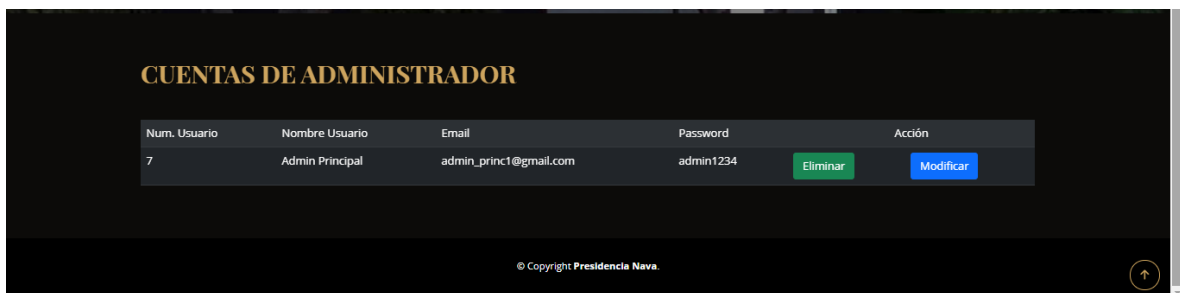 CUENTAS DE ADMINISTRADOR
Num. Usuario Nombre Usuario Email Password Acción
7 Admin Principal admin_princ1@gmail.com admin1234 Eliminar Modificar
© Copyright Presidencia Nava.